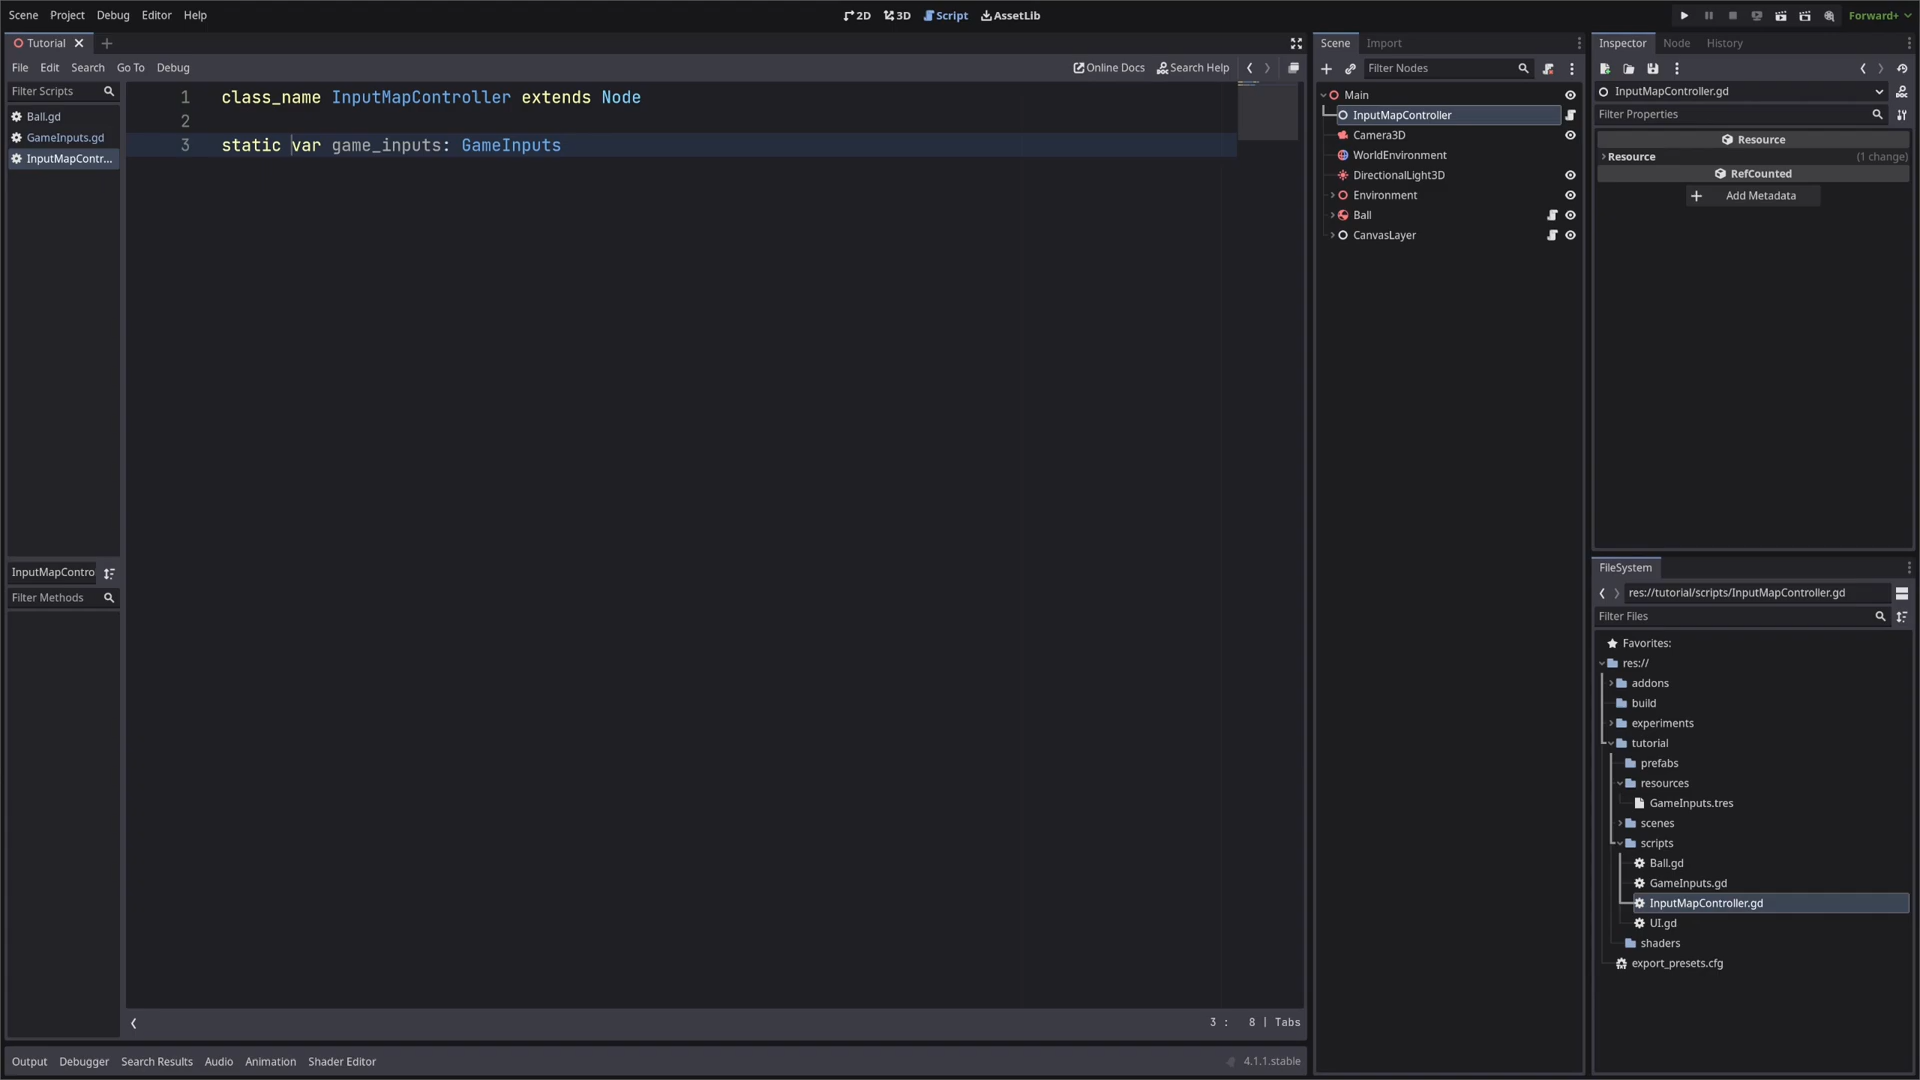 Scene Project Debug Editor Help
2D 3D Script AssetLib
Forward+
Tutorial
File Edit Search Go To Debug
Online Docs Search Help
Filter Scripts
Ball.gd
GameInputs.gd
InputMapContr...
1 class_name InputMapController extends Node
2
3 static var game_inputs: GameInputs
InputMapContro
Filter Methods
3 : 8 | Tabs
Output Debugger Search Results Audio Animation Shader Editor
4.1.1.stable
Scene Import
Filter Nodes
Main
InputMapController
Camera3D
WorldEnvironment
DirectionalLight3D
Environment
Ball
CanvasLayer
Inspector Node History
InputMapController.gd
Filter Properties
Resource
Resource (1 change)
RefCounted
Add Metadata
FileSystem
res://tutorial/scripts/InputMapController.gd
Filter Files
Favorites:
res://
addons
build
experiments
tutorial
prefabs
resources
GameInputs.tres
scenes
scripts
Ball.gd
GameInputs.gd
InputMapController.gd
UI.gd
shaders
export_presets.cfg